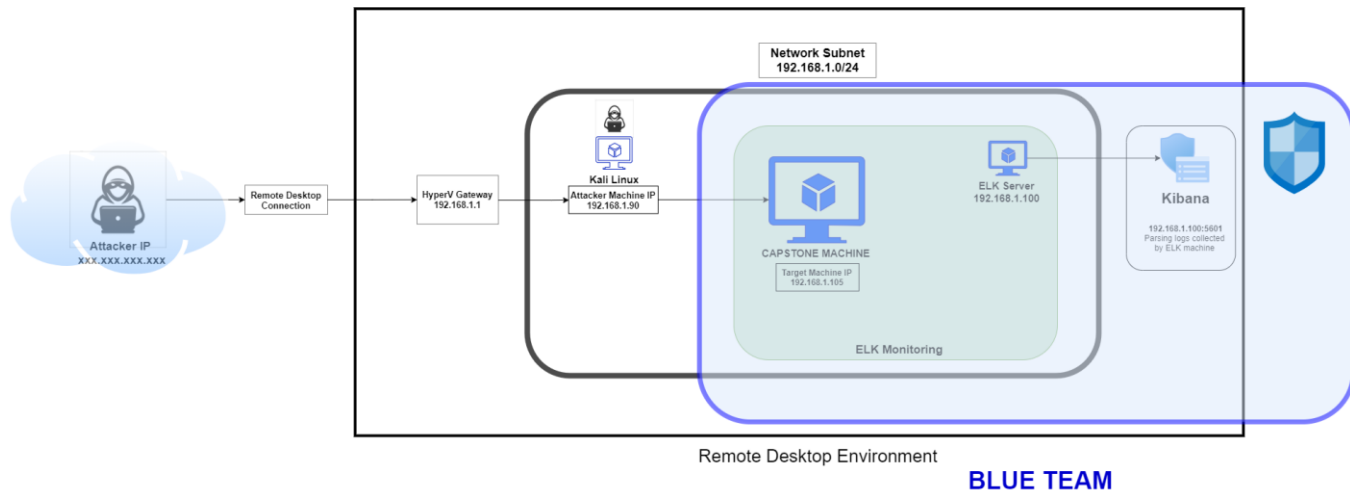 Network Subnet
192.168.1.0/24
Attacker IP
xxx.xxx.xxx.xxx
Remote Desktop
Connection
HyperV Gateway
192.168.1.1
Kali Linux
Attacker Machine IP
192.168.1.90
CAPSTONE MACHINE
Target Machine IP
192.168.1.105
ELK Server
192.168.1.100
ELK Monitoring
Kibana
192.168.1.100:5601
Parsing logs collected
by ELK machine
Remote Desktop Environment
BLUE TEAM